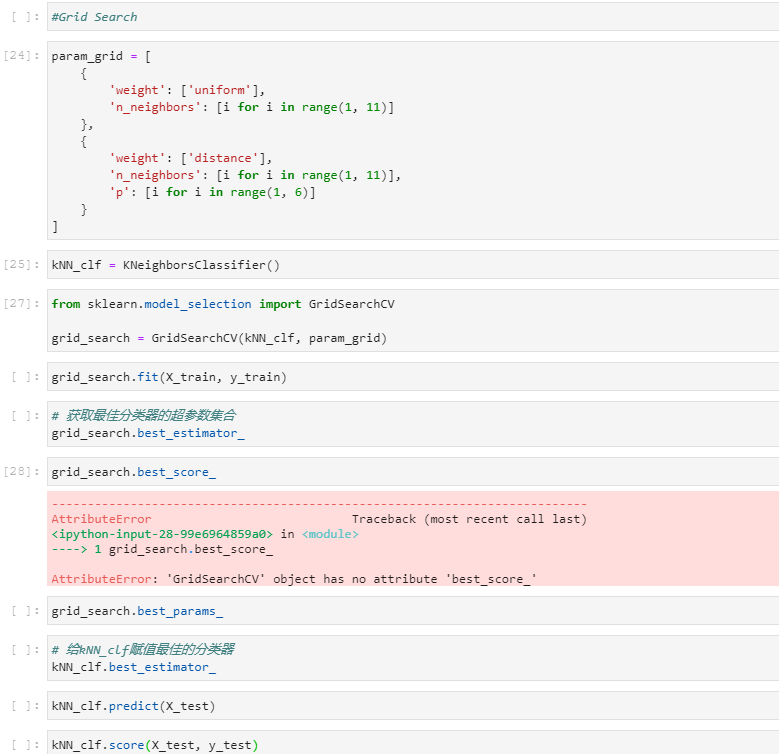 [ ]: #Grid Search
[24]: param_grid = [
    {
        'weight': ['uniform'],
        'n_neighbors': [i for i in range(1, 11)]
    },
    {
        'weight': ['distance'],
        'n_neighbors': [i for i in range(1, 11)],
        'p': [i for i in range(1, 6)]
    }
]
[25]: kNN_clf = KNeighborsClassifier()
[27]: from sklearn.model_selection import GridSearchCV
grid_search = GridSearchCV(kNN_clf, param_grid)
[ ]: grid_search.fit(X_train, y_train)
[ ]: # 获取最佳分类器的超参数集合
grid_search.best_estimator_
[28]: grid_search.best_score_
---------------------------------------------------------------------------
AttributeError                            Traceback (most recent call last)
<ipython-input-28-99e6964859a0> in <module>
----> 1 grid_search.best_score_
AttributeError: 'GridSearchCV' object has no attribute 'best_score_'
[ ]: grid_search.best_params_
[ ]: # 给kNN_clf赋值最佳的分类器
kNN_clf.best_estimator_
[ ]: kNN_clf.predict(X_test)
[ ]: kNN_clf.score(X_test, y_test)